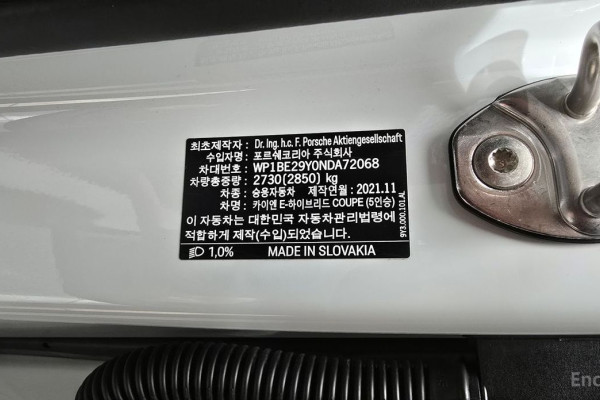 최초제작자 : Dr. Ing. h.c. F. Porsche Aktiengesellschaft
수입자명 : 포르쉐코리아 주식회사
차대번호 : WP1BE29Y0NDA72068
차량총중량 : 2730(2850) kg
차종 : 승용자동차 제작연월 : 2021.11
차명 : 카이엔 E-하이브리드 COUPE (5인승)
이 자동차는 대한민국 자동차관리법령에
적합하게 제작(수입)되었습니다.
1,0% MADE IN SLOVAKIA
9Y3.000.101.AL
Enc